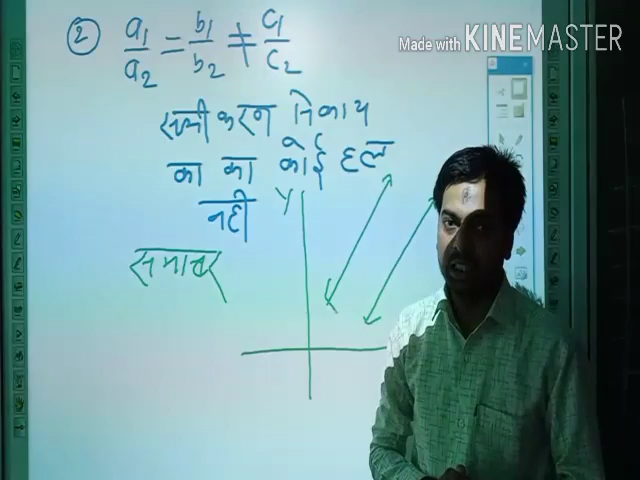 Made with KINEMASTER
② a₁/a₂ = b₁/b₂ ≠ c₁/c₂
समीकरण निकाय
का का कोई हल
नही
Y
समान्तर